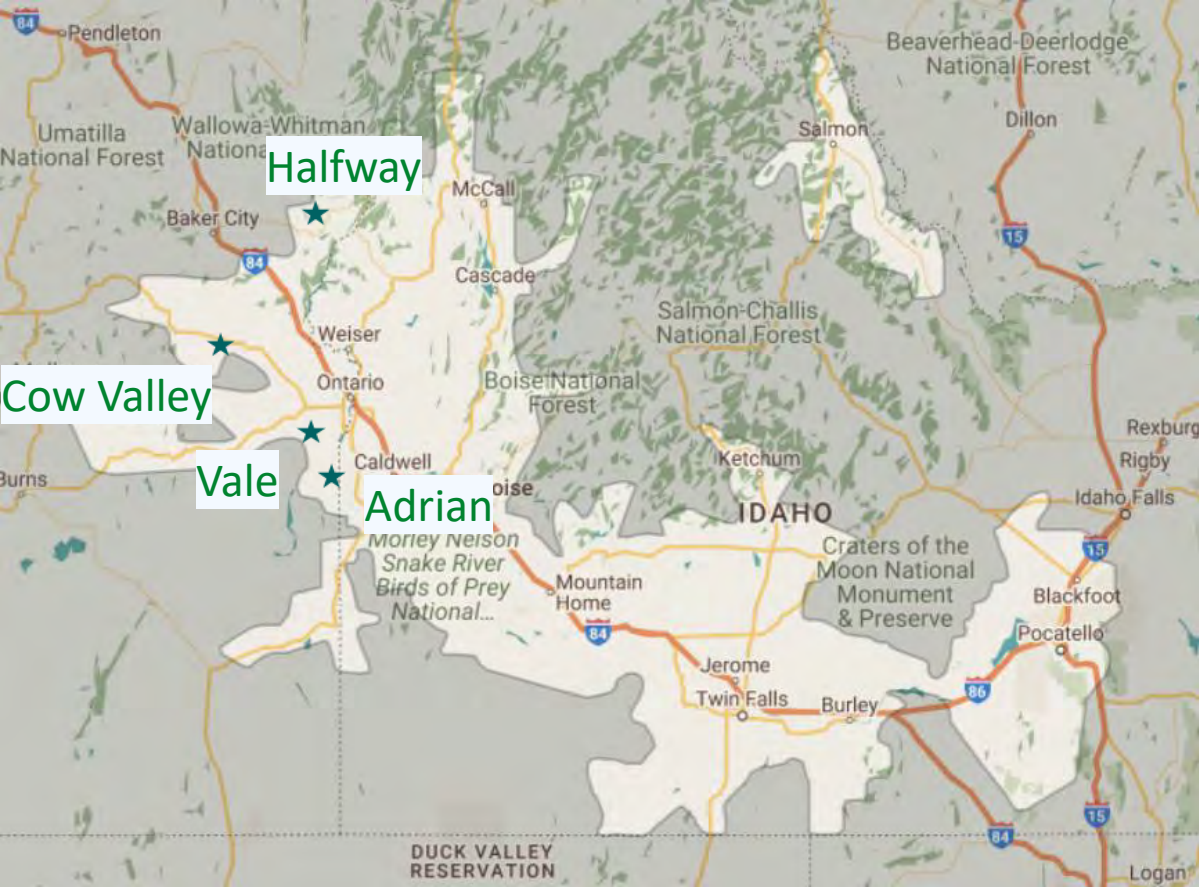 84
Pendleton
Beaverhead-Deerlodge
National Forest
Umatilla
National Forest
Wallowa-Whitman
Nationa
Halfway
Salmon
Dillon
McCall
Baker City
84
15
Cascade
Salmon-Challis
National Forest
Weiser
Ontario
Boise National
Forest
Cow Valley
Rexburg
Ketchum
Caldwell
Rigby
Burns
Vale
Adrian
oise
IDAHO
Idaho Falls
Morley Nelson
Snake River
Birds of Prey
National...
Craters of the
Moon National
Monument
& Preserve
15
Mountain
Home
Blackfoot
84
Pocatello
Jerome
Twin Falls
Burley
86
15
84
DUCK VALLEY
RESERVATION
Logan